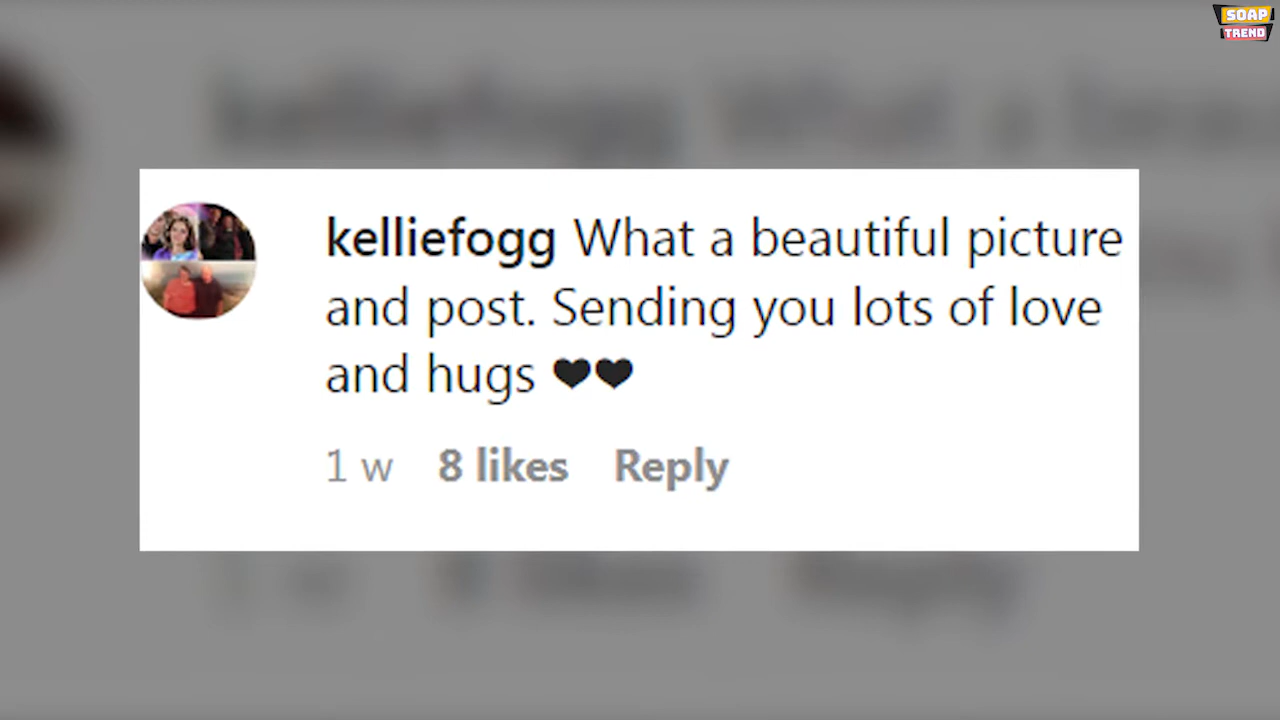 SOAP
TREND
kelliefogg What a beautiful picture
and post. Sending you lots of love
and hugs 🖤🖤
1 w 8 likes Reply